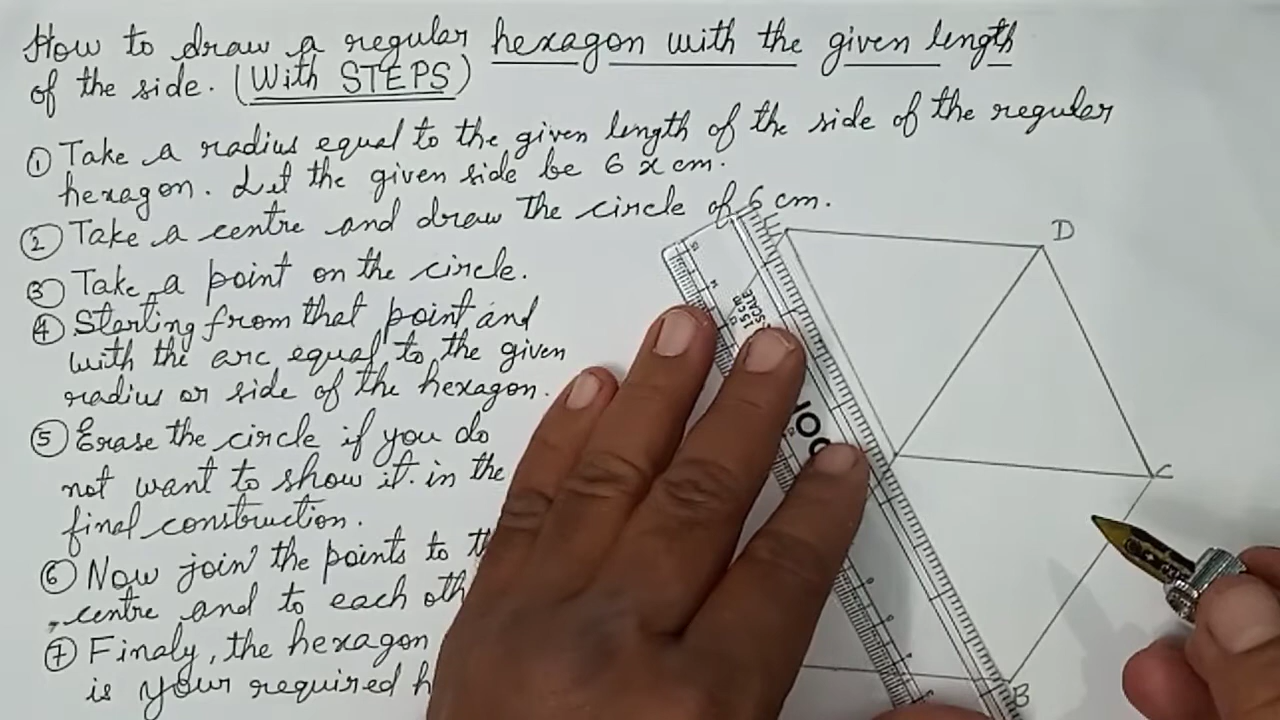 How to draw a regular hexagon with the given length
of the side. (With STEPS)
① Take a radius equal to the given length of the side of the regular
hexagon. Let the given side be 6 x cm.
② Take a centre and draw the circle of 6 cm.
③ Take a point on the circle.
④ Starting from that point and
with the arc equal to the given
radius or side of the hexagon.
⑤ Erase the circle if you do
not want to show it in the
final construction.
⑥ Now join the points to
centre and to each
⑦ Finaly, the hexagon
is your required
D
C
B
15 cm
SCALE